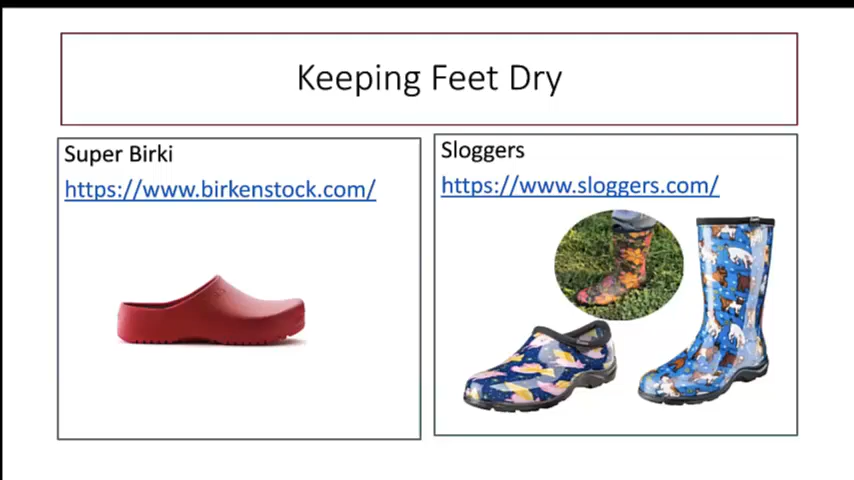 Keeping Feet Dry
Super Birki
https://www.birkenstock.com/
Sloggers
https://www.sloggers.com/